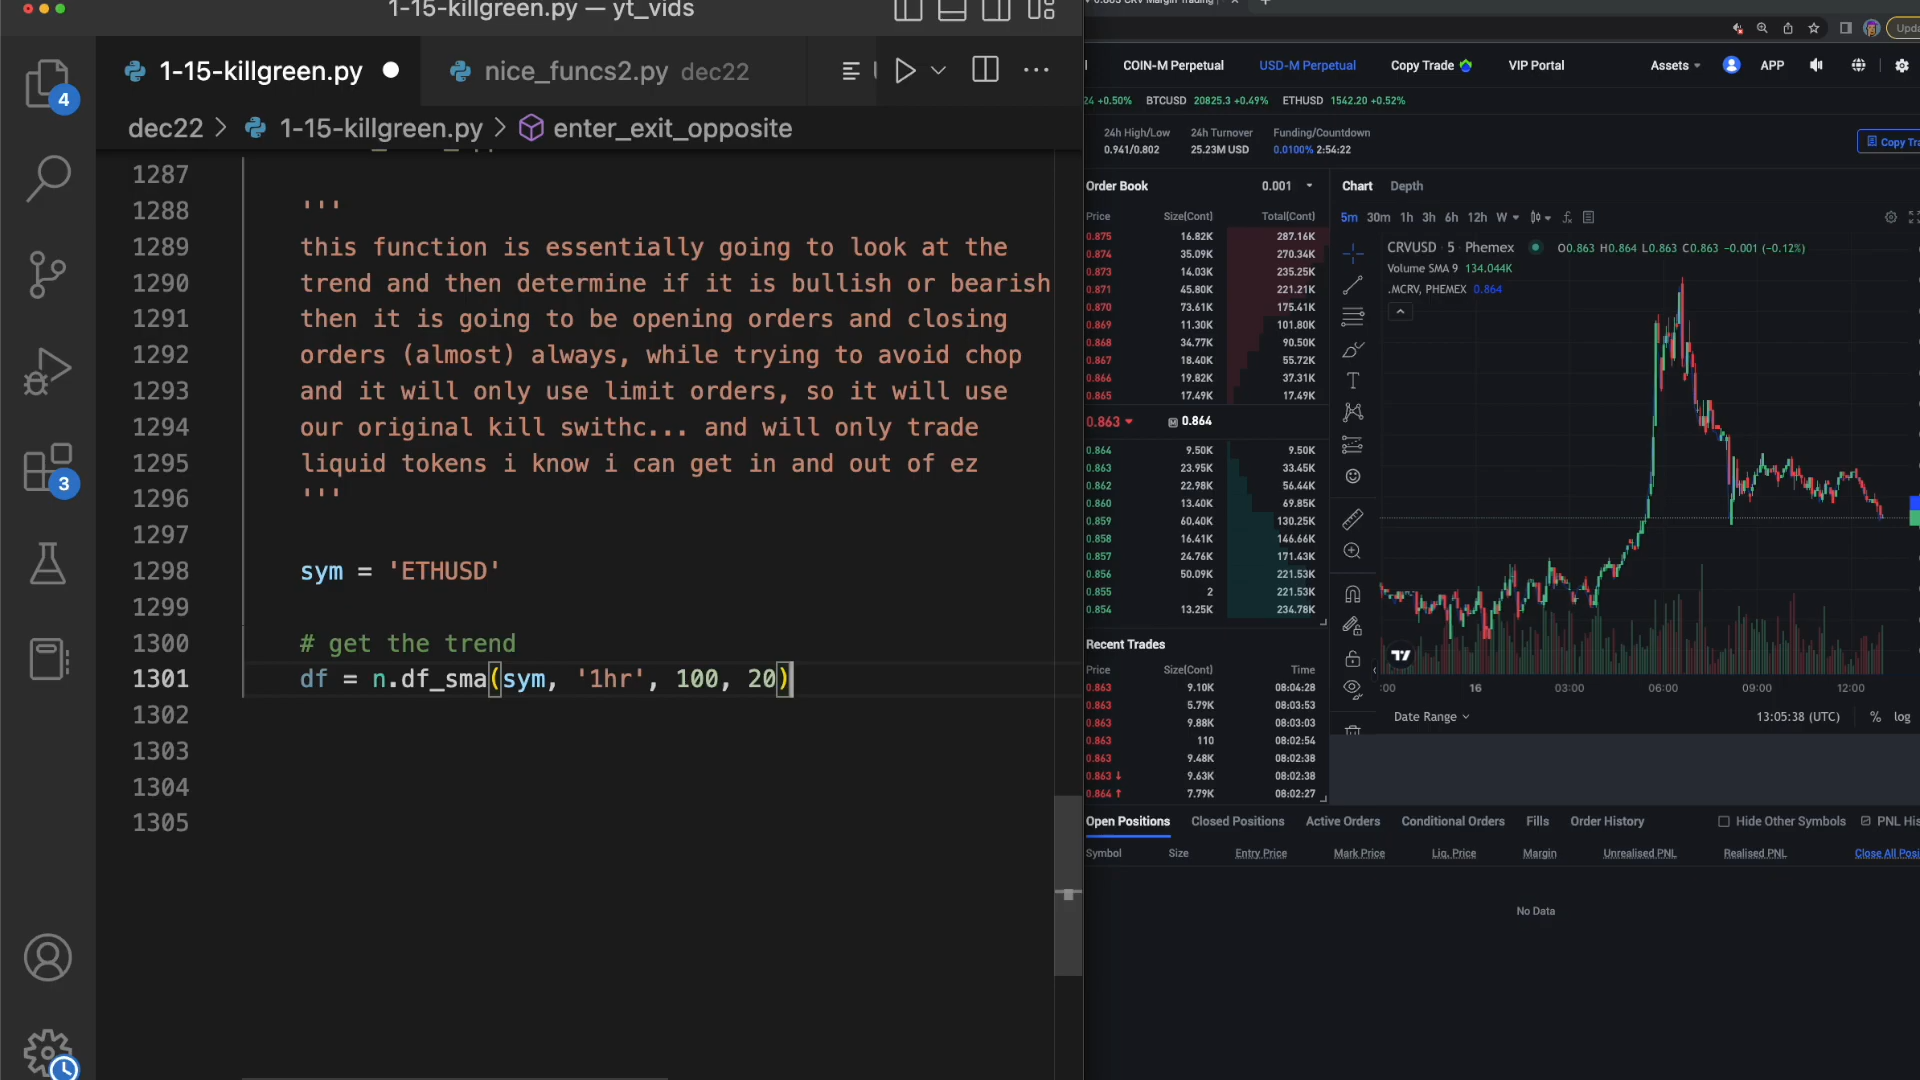 1-15-killgreen.py — yt_vids
1-15-killgreen.py
nice_funcs2.py dec22
dec22 > 1-15-killgreen.py > enter_exit_opposite
4
3
1287
1288 '''
1289 this function is essentially going to look at the
1290 trend and then determine if it is bullish or bearish
1291 then it is going to be opening orders and closing
1292 orders (almost) always, while trying to avoid chop
1293 and it will only use limit orders, so it will use
1294 our original kill swithc... and will only trade
1295 liquid tokens i know i can get in and out of ez
1296 '''
1297
1298 sym = 'ETHUSD'
1299
1300 # get the trend
1301 df = n.df_sma(sym, '1hr', 100, 20)
1302
1303
1304
1305
COIN-M Perpetual USD-M Perpetual Copy Trade VIP Portal Assets APP
24 +0.50% BTCUSD 20825.3 +0.49% ETHUSD 1542.20 +0.52%
24h High/Low 24h Turnover Funding/Countdown
0.941/0.802 25.23M USD 0.0100% 2:54:22
Order Book 0.001
Price Size(Cont) Total(Cont)
0.875 16.82K 287.16K
0.874 35.09K 270.34K
0.873 14.03K 235.25K
0.871 45.80K 221.21K
0.870 73.61K 175.41K
0.869 11.30K 101.80K
0.868 34.77K 90.50K
0.867 18.40K 55.72K
0.866 19.82K 37.31K
0.865 17.49K 17.49K
0.863 0.864
0.864 9.50K 9.50K
0.863 23.95K 33.45K
0.862 22.98K 56.44K
0.860 13.40K 69.85K
0.859 60.40K 130.25K
0.858 16.41K 146.66K
0.857 24.76K 171.43K
0.856 50.09K 221.53K
0.855 2 221.53K
0.854 13.25K 234.78K
Recent Trades
Price Size(Cont) Time
0.863 9.10K 08:04:28
0.863 5.79K 08:03:53
0.863 9.88K 08:03:03
0.863 110 08:02:54
0.863 9.48K 08:02:38
0.863 ↓ 9.63K 08:02:38
0.864 ↑ 7.79K 08:02:27
Chart Depth
5m 30m 1h 3h 6h 12h W
CRVUSD · 5 · Phemex O0.863 H0.864 L0.863 C0.863 −0.001 (−0.12%)
Volume SMA 9 134.044K
.MCRV, PHEMEX 0.864
:00 16 03:00 06:00 09:00 12:00
Date Range 13:05:38 (UTC) % log
Open Positions Closed Positions Active Orders Conditional Orders Fills Order History Hide Other Symbols PNL His
Symbol Size Entry Price Mark Price Liq. Price Margin Unrealised PNL Realised PNL Close All Posi
No Data